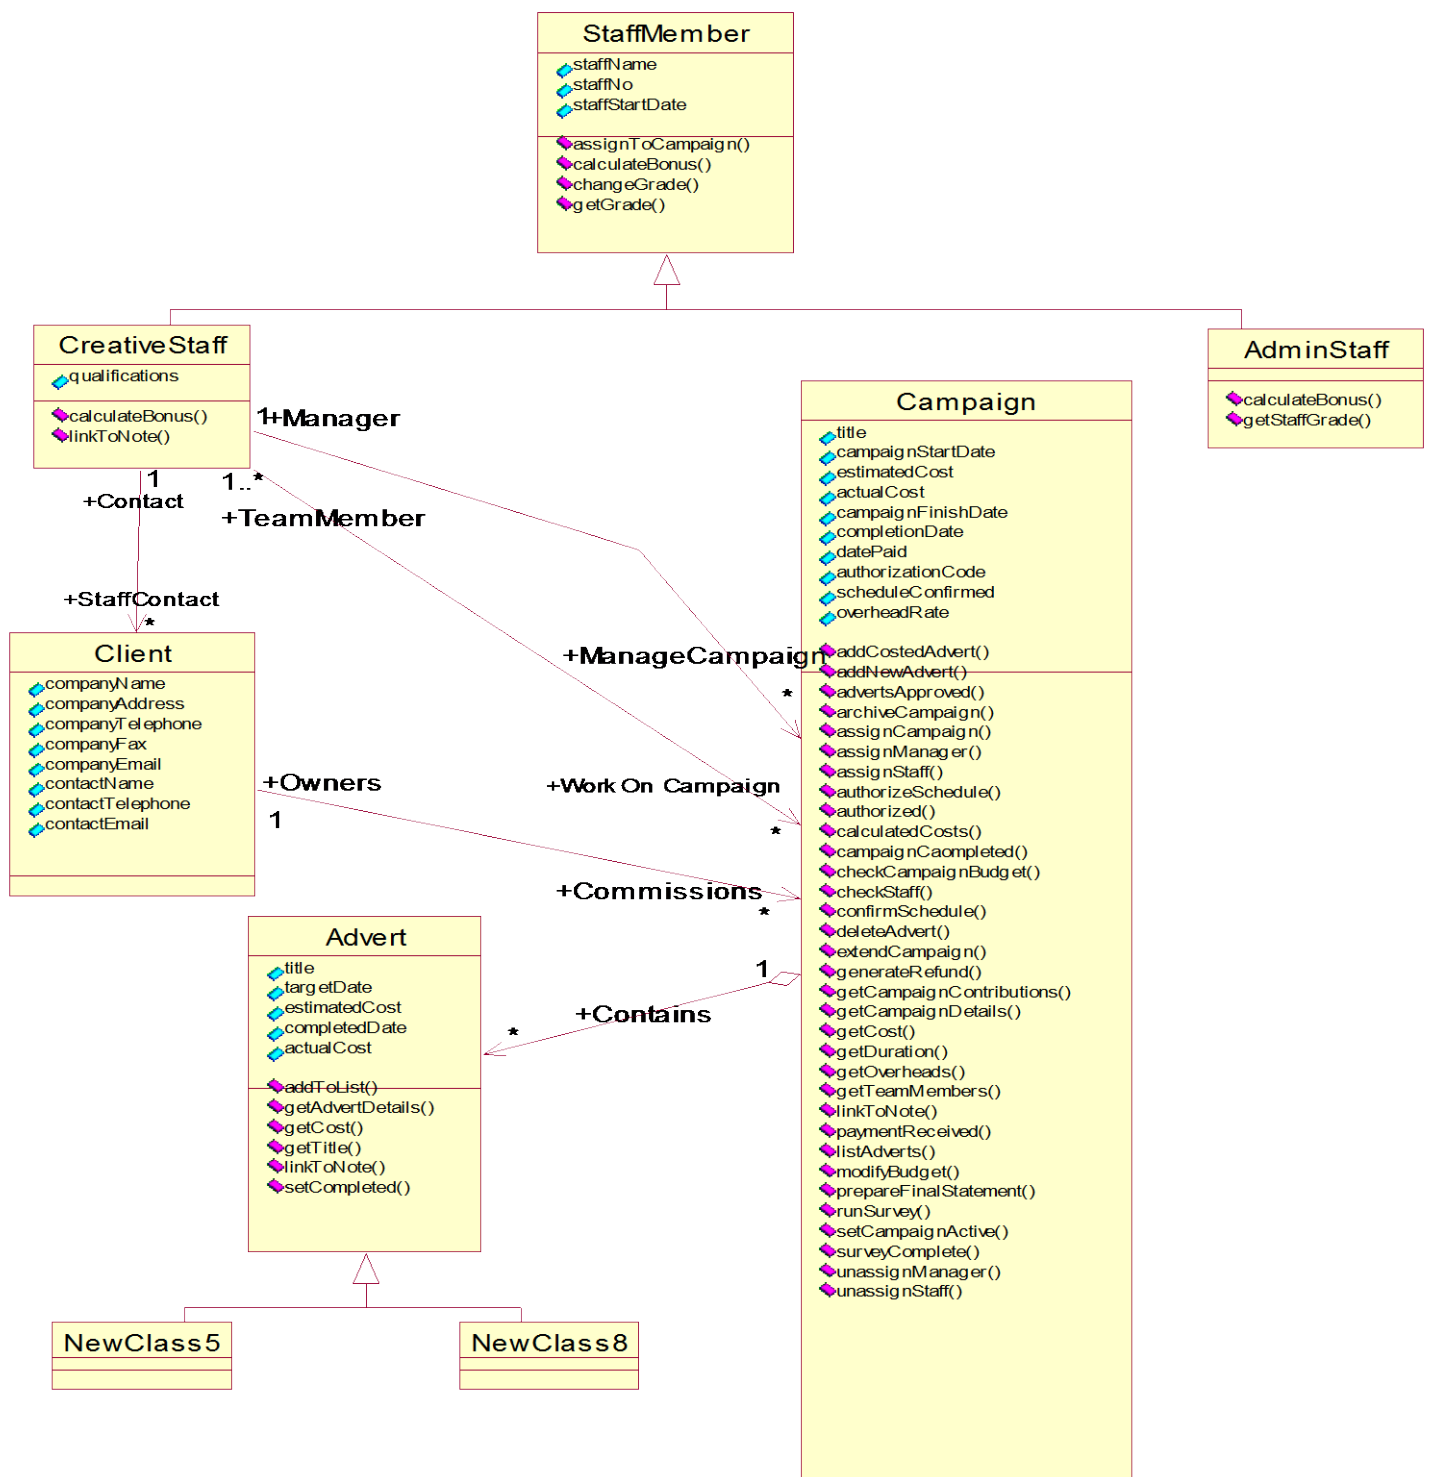 StaffMember
staffName
staffNo
staffStartDate
assignToCampaign()
calculateBonus()
changeGrade()
getGrade()
CreativeStaff
qualifications
calculateBonus()
linkToNote()
AdminStaff
calculateBonus()
getStaffGrade()
1
+Manager
1
+Contact
1..*
+TeamMember
+StaffContact
*
+ManageCampaign
*
+Work On Campaign
*
Client
companyName
companyAddress
companyTelephone
companyFax
companyEmail
contactName
contactTelephone
contactEmail
+Owners
1
+Commissions
*
1
+Contains
*
Campaign
title
campaignStartDate
estimatedCost
actualCost
campaignFinishDate
completionDate
datePaid
authorizationCode
scheduleConfirmed
overheadRate
addCostedAdvert()
addNewAdvert()
advertsApproved()
archiveCampaign()
assignCampaign()
assignManager()
assignStaff()
authorizeSchedule()
authorized()
calculatedCosts()
campaignCaompleted()
checkCampaignBudget()
checkStaff()
confirmSchedule()
deleteAdvert()
extendCampaign()
generateRefund()
getCampaignContributions()
getCampaignDetails()
getCost()
getDuration()
getOverheads()
getTeamMembers()
linkToNote()
paymentReceived()
listAdverts()
modifyBudget()
prepareFinalStatement()
runSurvey()
setCampaignActive()
surveyComplete()
unassignManager()
unassignStaff()
Advert
title
targetDate
estimatedCost
completedDate
actualCost
addToList()
getAdvertDetails()
getCost()
getTitle()
linkToNote()
setCompleted()
NewClass5
NewClass8